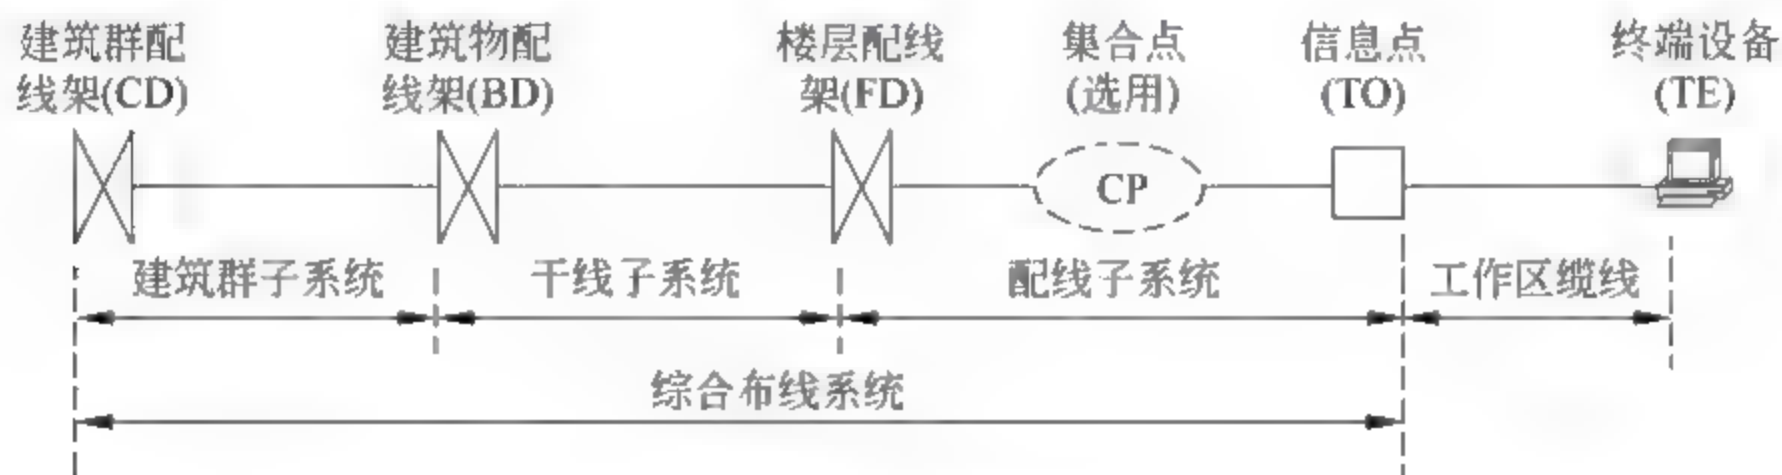 建筑群配
线架(CD)
建筑物配
线架(BD)
楼层配线
架(FD)
集合点
(选用)
信息点
(TO)
终端设备
(TE)
CP
建筑群子系统
干线子系统
配线子系统
工作区缆线
综合布线系统